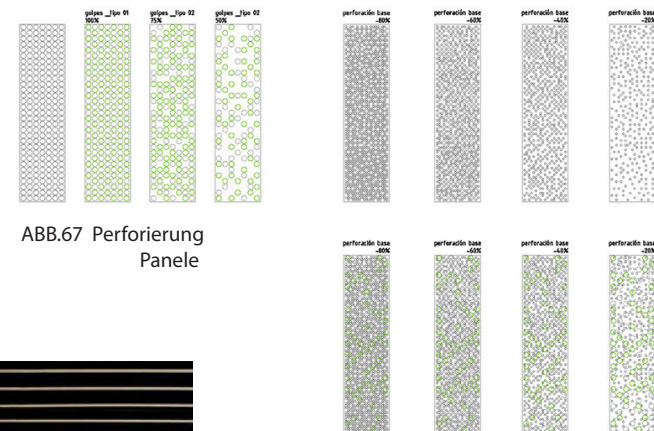 golpes _tipo 01
100%
golpes _tipo 02
75%
golpes _tipo 02
50%
perforación base
-80%
perforación base
-60%
perforación base
-40%
perforación base
-20%
ABB.67 Perforierung
Panele
perforación base
-80%
perforación base
-60%
perforación base
-40%
perforación base
-20%